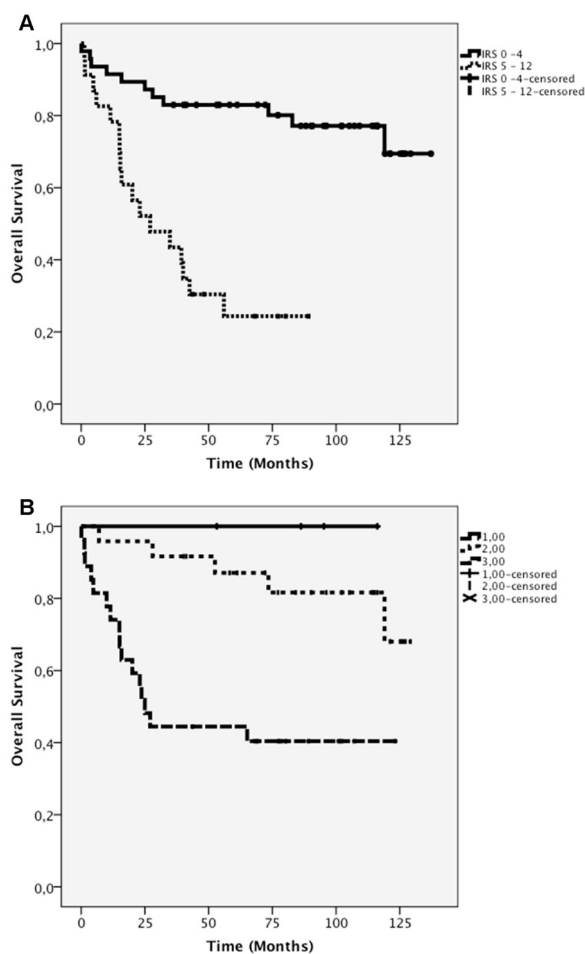 A
1,0
0,8
0,6
0,4
0,2
0,0
Overall Survival
0 25 50 75 100 125
Time (Months)
IRS 0 -4
IRS 5 - 12
IRS 0 -4-censored
IRS 5 - 12-censored
B
1,0
0,8
0,6
0,4
0,2
0,0
Overall Survival
0 25 50 75 100 125
Time (Months)
1,00
2,00
3,00
1,00-censored
2,00-censored
3,00-censored